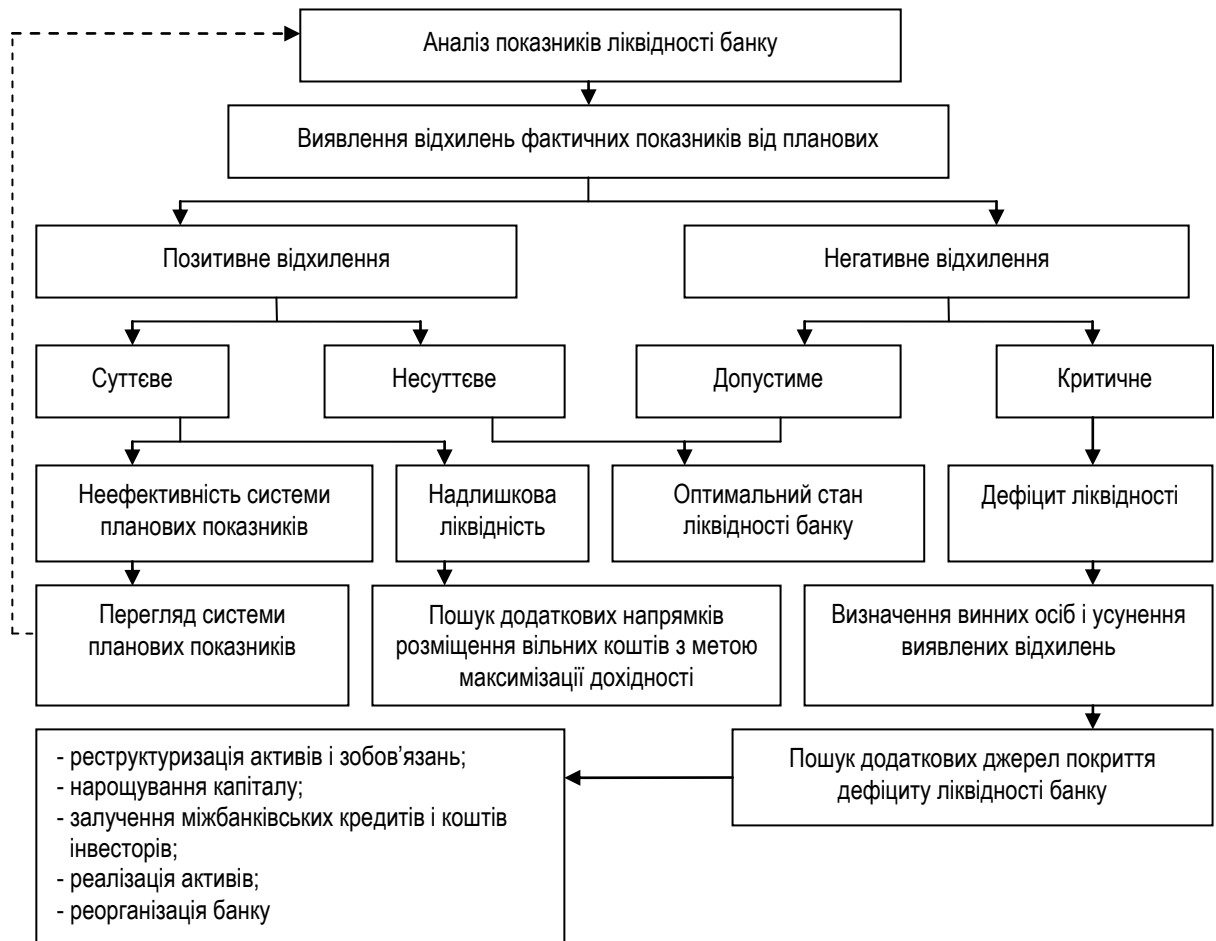 Аналіз показників ліквідності банку
Виявлення відхилень фактичних показників від планових
Позитивне відхилення
Негативне відхилення
Суттєве
Несуттєве
Допустиме
Критичне
Неефективність системи
планових показників
Надлишкова
ліквідність
Оптимальний стан
ліквідності банку
Дефіцит ліквідності
Перегляд системи
планових показників
Пошук додаткових напрямків
розміщення вільних коштів з метою
максимізації дохідності
Визначення винних осіб і усунення
виявлених відхилень
- реструктуризація активів і зобов’язань;
- нарощування капіталу;
- залучення міжбанківських кредитів і коштів
інвесторів;
- реалізація активів;
- реорганізація банку
Пошук додаткових джерел покриття
дефіциту ліквідності банку